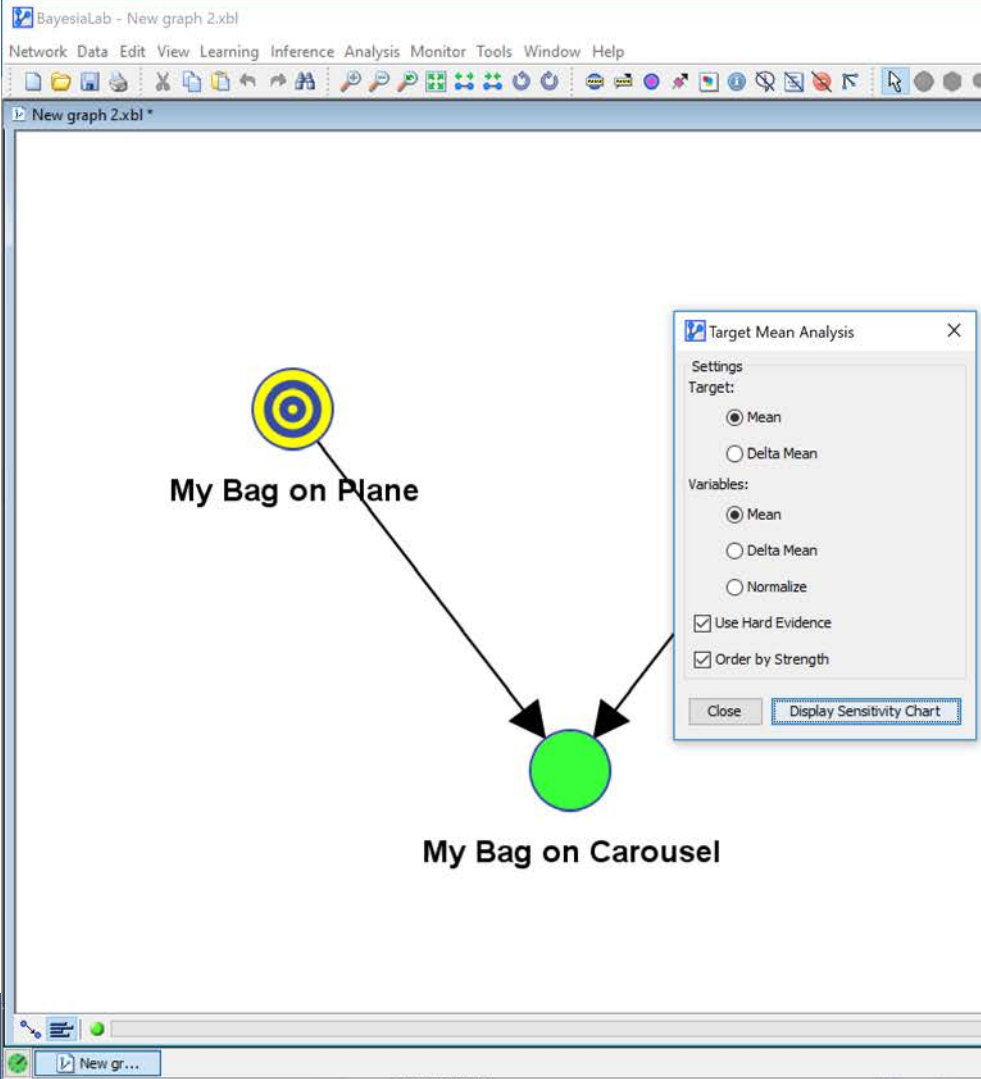 BayesiaLab - New graph 2.xbl
Network Data Edit View Learning Inference Analysis Monitor Tools Window Help
New graph 2.xbl *
My Bag on Plane
My Bag on Carousel
Target Mean Analysis
Settings
Target:
Mean
Delta Mean
Variables:
Mean
Delta Mean
Normalize
Use Hard Evidence
Order by Strength
Close Display Sensitivity Chart
New gr...